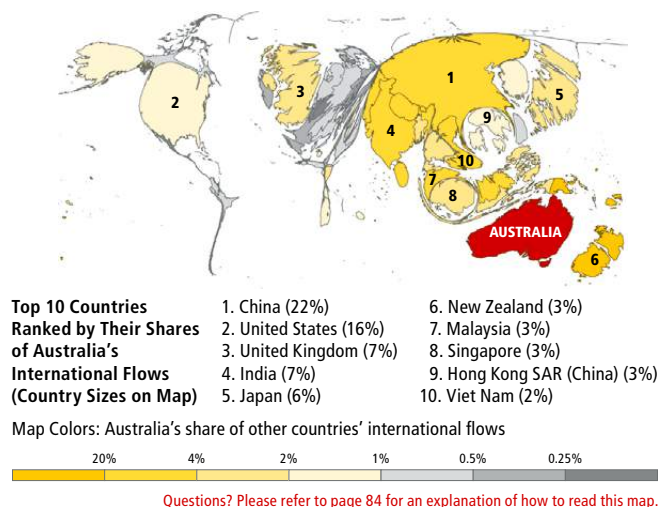 1
2
3
4
5
9
10
7
8
AUSTRALIA
6
Top 10 Countries
Ranked by Their Shares
of Australia's
International Flows
(Country Sizes on Map)
1. China (22%)
2. United States (16%)
3. United Kingdom (7%)
4. India (7%)
5. Japan (6%)
6. New Zealand (3%)
7. Malaysia (3%)
8. Singapore (3%)
9. Hong Kong SAR (China) (3%)
10. Viet Nam (2%)
Map Colors: Australia's share of other countries' international flows
20% 4% 2% 1% 0.5% 0.25%
Questions? Please refer to page 84 for an explanation of how to read this map.